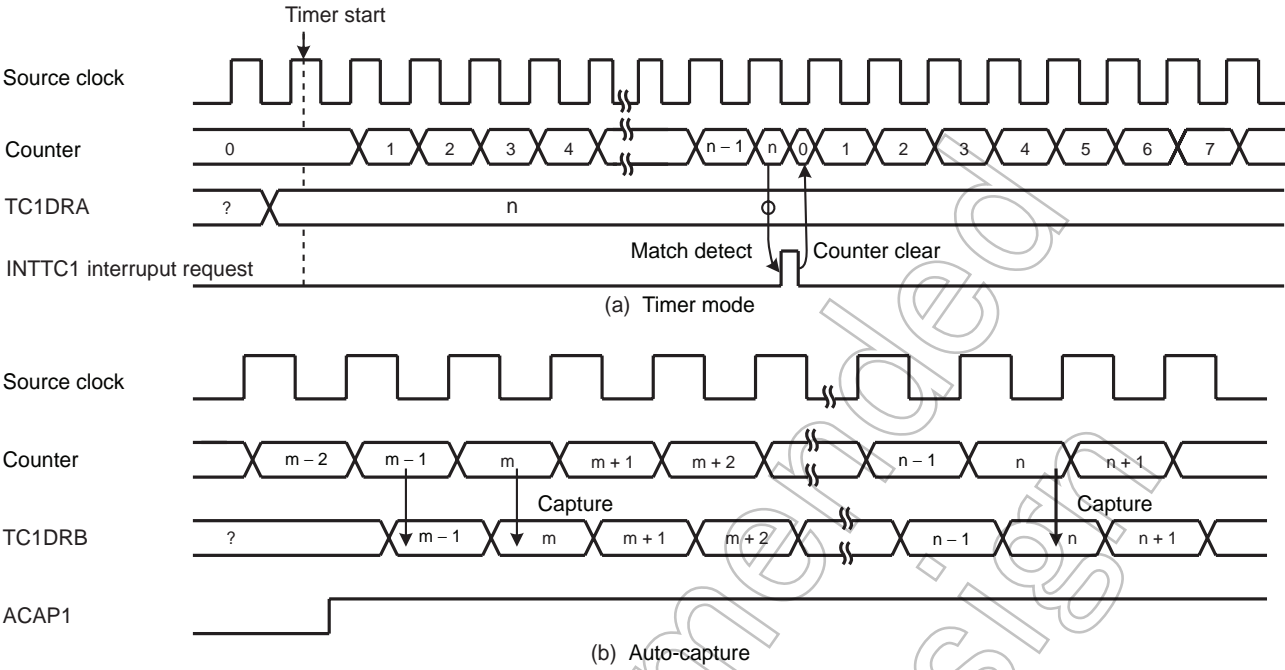 Timer start
Source clock
Counter 0 1 2 3 4 n – 1 n 0 1 2 3 4 5 6 7
TC1DRA ? n
Match detect Counter clear
INTTC1 interruput request
(a) Timer mode
Source clock
Counter m – 2 m – 1 m m + 1 m + 2 n – 1 n n + 1
Capture Capture
TC1DRB ? m – 1 m m + 1 m + 2 n – 1 n n + 1
ACAP1
(b) Auto-capture